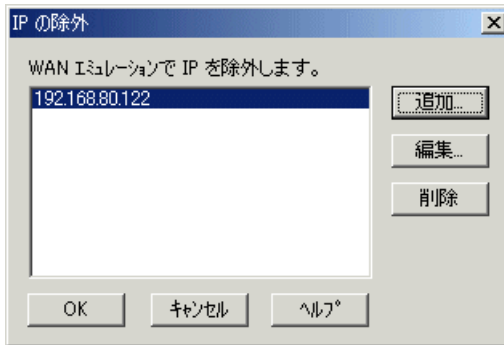 IP の除外
WAN エミュレーションで IP を除外します。
192.168.80.122
追加...
編集...
削除
OK
キャンセル
ヘルプ